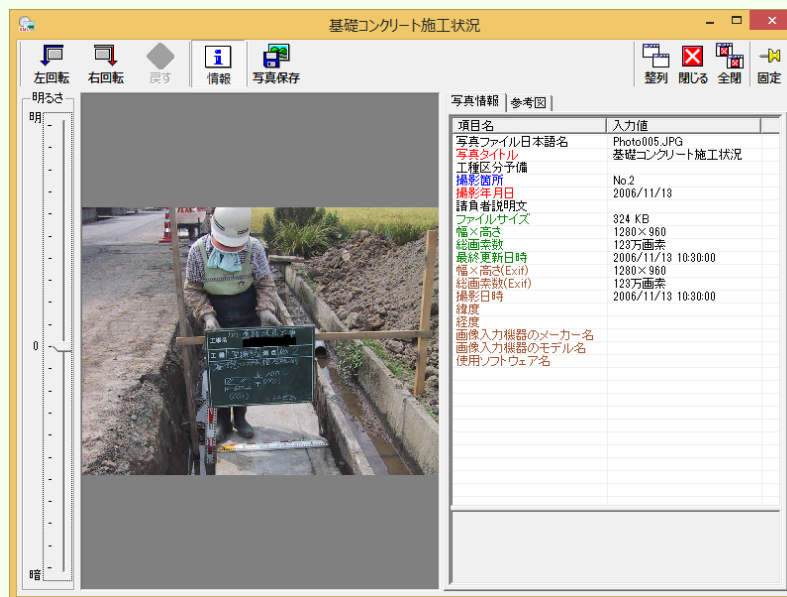 基礎コンクリート施工状況
左回転 右回転 戻す 情報 写真保存 整列 閉じる 全閉 固定
明るさ
明
0
暗
写真情報 参考図
項目名 入力値
写真ファイル日本語名 Photo005.JPG
写真タイトル 基礎コンクリート施工状況
工種区分予備
撮影箇所 No.2
撮影年月日 2006/11/13
請負者説明文
ファイルサイズ 324 KB
幅×高さ 1280×960
総画素数 123万画素
最終更新日時 2006/11/13 10:30:00
幅×高さ(Exif) 1280×960
総画素数(Exif) 123万画素
撮影日時 2006/11/13 10:30:00
緯度
経度
画像入力機器のメーカー名
画像入力機器のモデル名
使用ソフトウェア名
工事名
工種